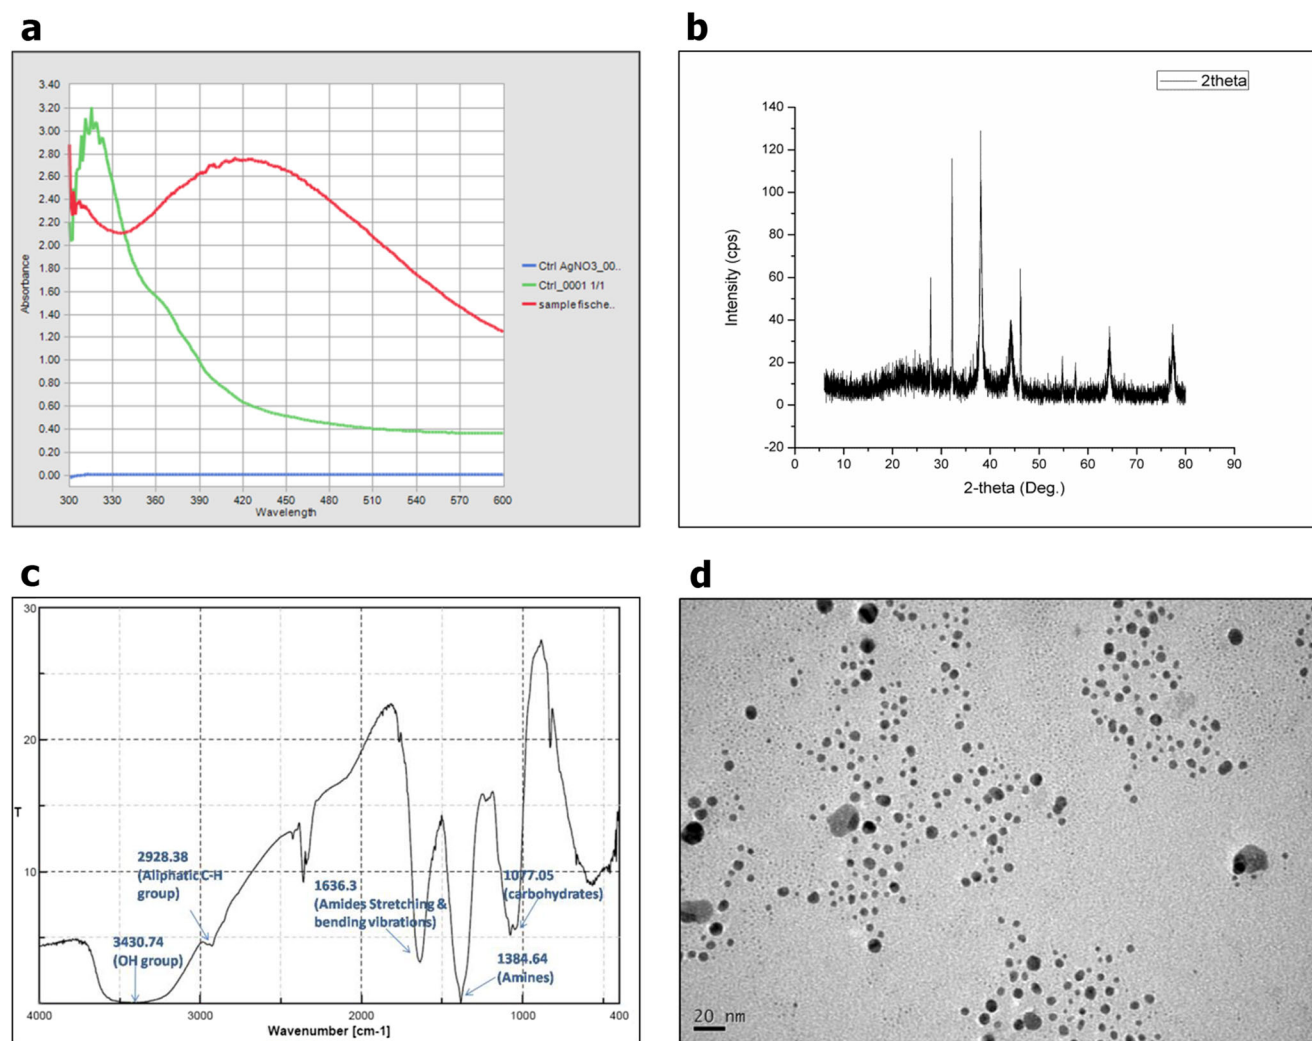 a
3.40
3.20
3.00
2.80
2.60
2.40
2.20
2.00
1.80
1.60
1.40
1.20
1.00
0.80
0.60
0.40
0.20
0.00
Absorbance
300 330 360 390 420 450 480 510 540 570 600
Wavelength
Ctrl AgNO3_00..
Ctrl_0001 1/1
sample fische..
b
2theta
140
120
100
80
60
40
20
0
-20
Intensity (cps)
0 10 20 30 40 50 60 70 80 90
2-theta (Deg.)
c
30
20
T
10
2928.38
(Aliphatic C-H
group)
3430.74
(OH group)
1636.3
(Amides Stretching &
bending vibrations)
1077.05
(carbohydrates)
1384.64
(Amines)
4000 3000 2000 1000 400
Wavenumber [cm-1]
d
20 nm